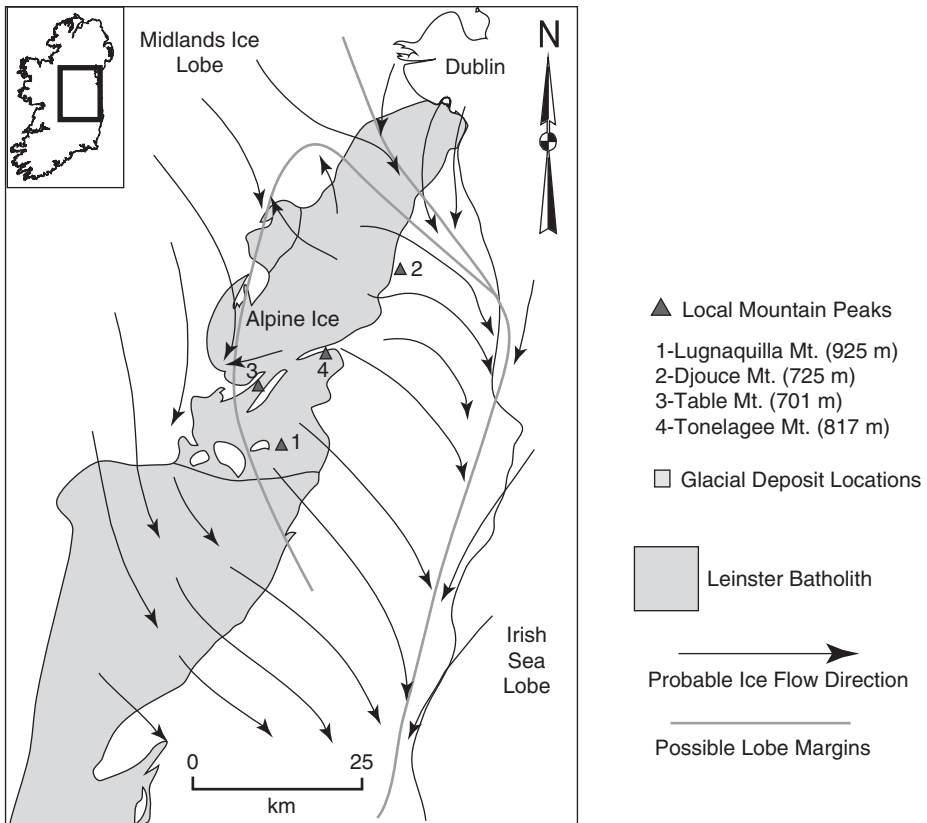 Midlands Ice
Lobe
Dublin
N
2
Alpine Ice
3
4
1
Irish
Sea
Lobe
0 25
km
Local Mountain Peaks
1-Lugnaquilla Mt. (925 m)
2-Djouce Mt. (725 m)
3-Table Mt. (701 m)
4-Tonelagee Mt. (817 m)
Glacial Deposit Locations
Leinster Batholith
Probable Ice Flow Direction
Possible Lobe Margins